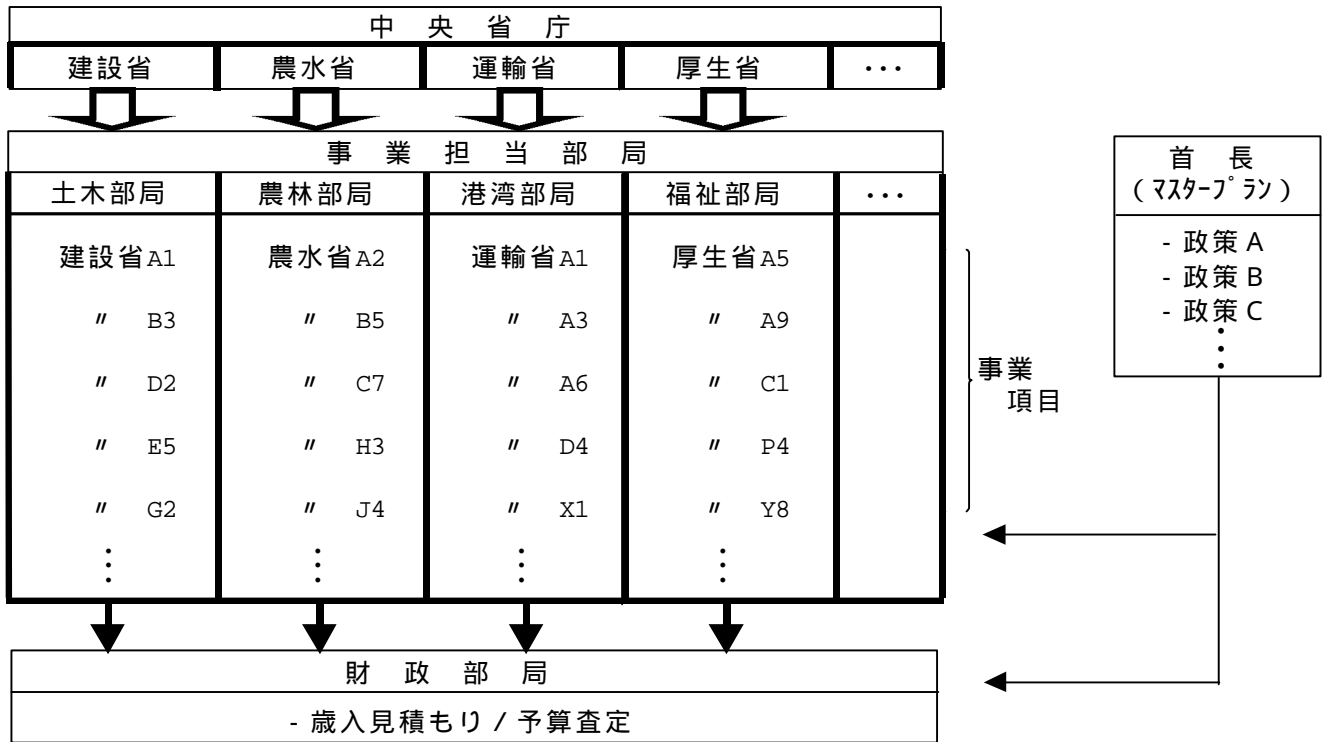 中央省庁
建設省 農水省 運輸省 厚生省 ・・・
事業担当部局
土木部局 農林部局 港湾部局 福祉部局 ・・・
建設省A1 農水省A2 運輸省A1 厚生省A5
〃 B3 〃 B5 〃 A3 〃 A9
〃 D2 〃 C7 〃 A6 〃 C1
〃 E5 〃 H3 〃 D4 〃 P4
〃 G2 〃 J4 〃 X1 〃 Y8
事業
項目
首長
(ﾏｽﾀｰﾌﾟﾗﾝ)
- 政策A
- 政策B
- 政策C
財政部局
- 歳入見積もり/予算査定